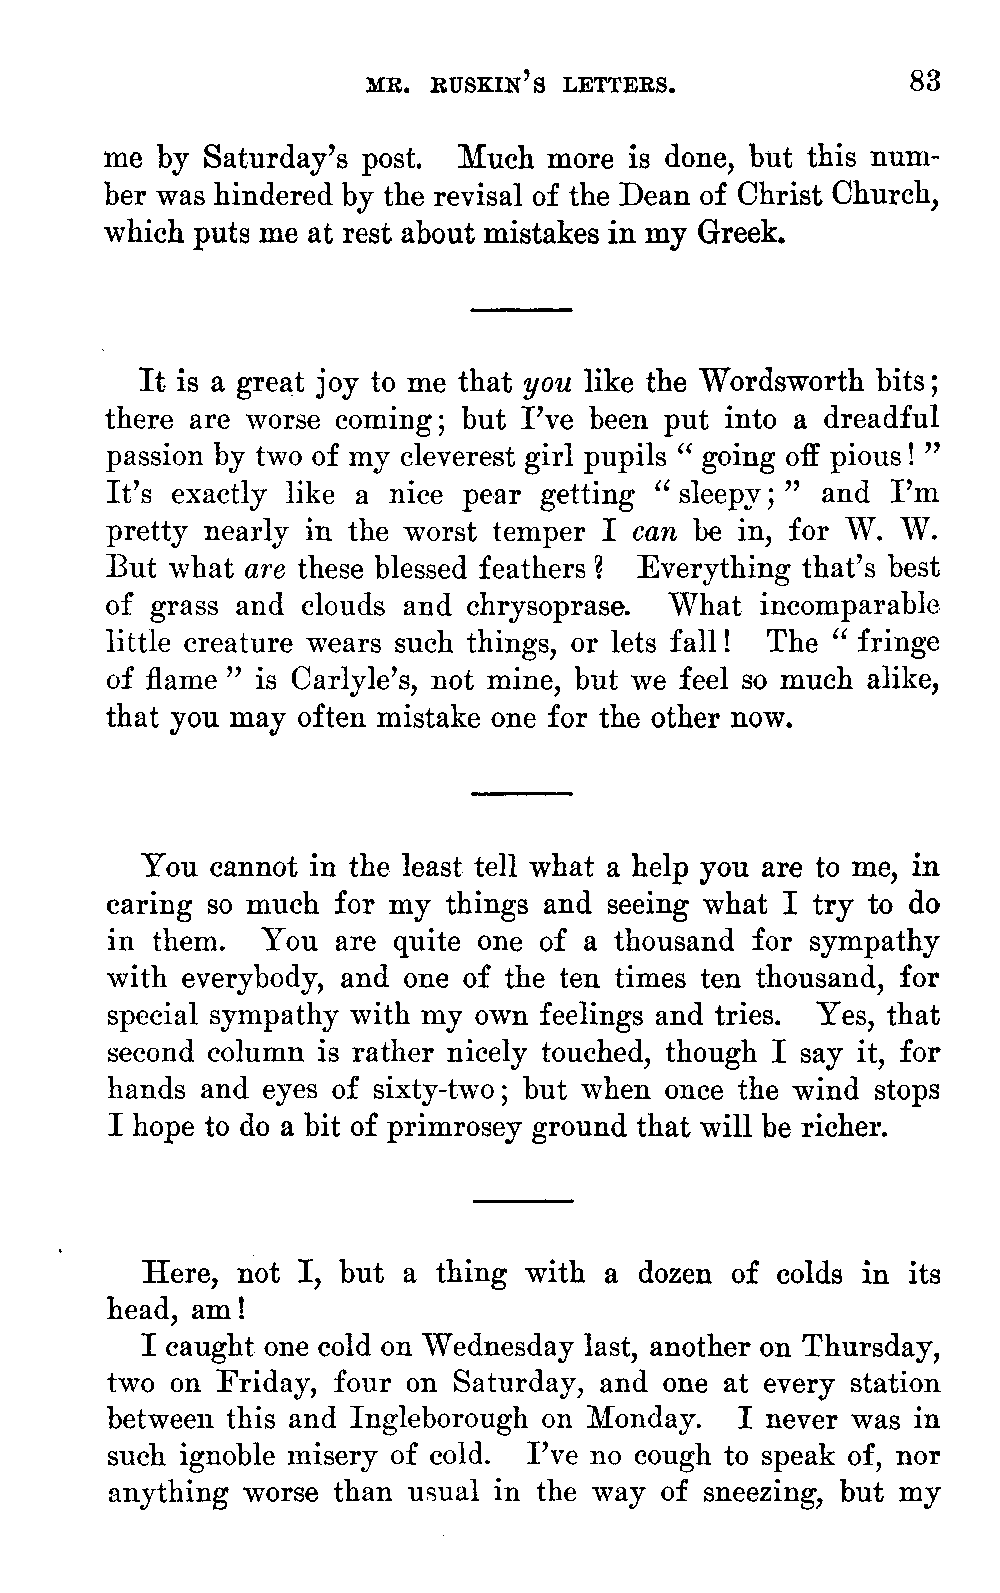 MR. RUSKIN'S LETTERS. 83
me by Saturday's post. Much more is done, but this num-
ber was hindered by the revisal of the Dean of Christ Church,
which puts me at rest about mistakes in my Greek.
It is a great joy to me that you like the Wordsworth bits;
there are worse coming; but I've been put into a dreadful
passion by two of my cleverest girl pupils " going off pious! "
It's exactly like a nice pear getting " sleepy; " and I'm
pretty nearly in the worst temper I can be in, for W. W.
But what are these blessed feathers? Everything that's best
of grass and clouds and chrysoprase. What incomparable
little creature wears such things, or lets fall! The " fringe
of flame " is Carlyle's, not mine, but we feel so much alike,
that you may often mistake one for the other now.
You cannot in the least tell what a help you are to me, in
caring so much for my things and seeing what I try to do
in them. You are quite one of a thousand for sympathy
with everybody, and one of the ten times ten thousand, for
special sympathy with my own feelings and tries. Yes, that
second column is rather nicely touched, though I say it, for
hands and eyes of sixty-two; but when once the wind stops
I hope to do a bit of primrosey ground that will be richer.
Here, not I, but a thing with a dozen of colds in its
head, am!
I caught one cold on Wednesday last, another on Thursday,
two on Friday, four on Saturday, and one at every station
between this and Ingleborough on Monday. I never was in
such ignoble misery of cold. I've no cough to speak of, nor
anything worse than usual in the way of sneezing, but my